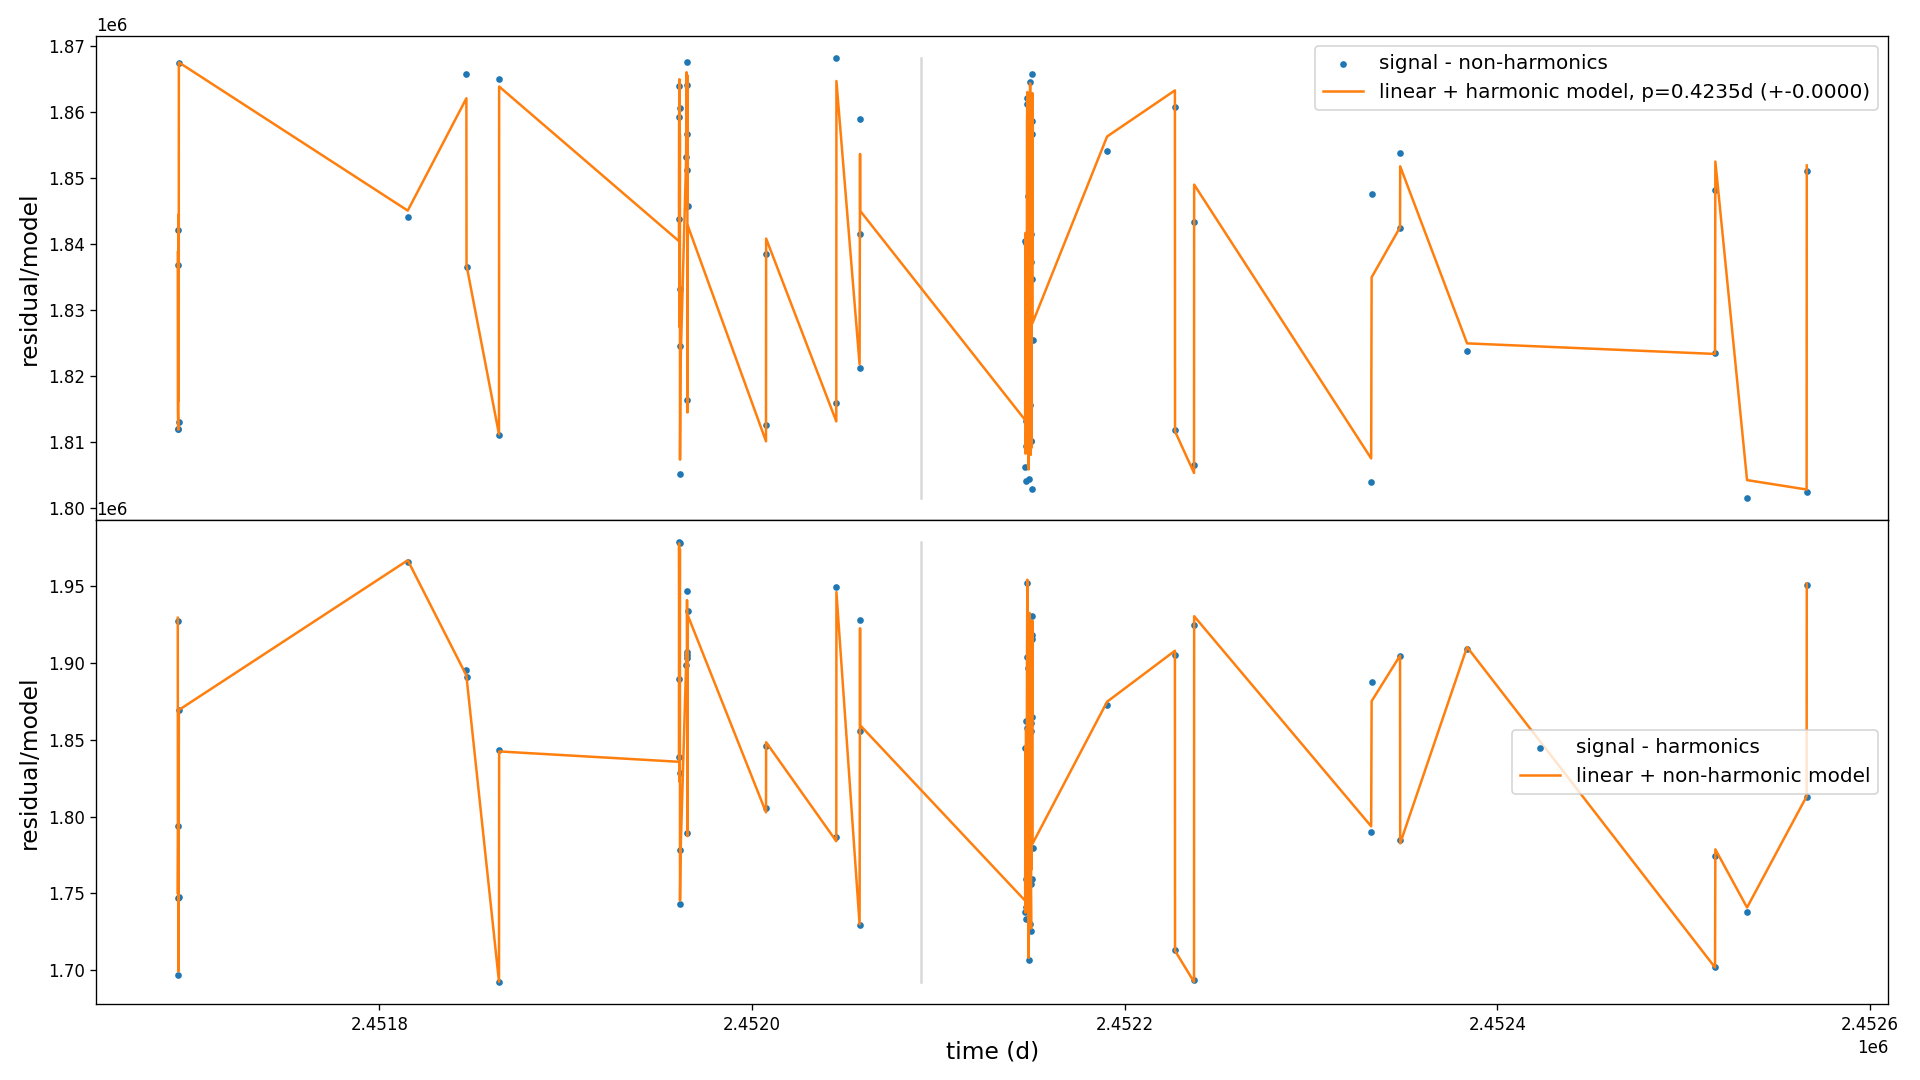 1e6
1.87
1.86
1.85
1.84
1.83
1.82
1.81
1.80
residual/model
signal - non-harmonics
linear + harmonic model, p=0.4235d (+-0.0000)
1e6
1.95
1.90
1.85
1.80
1.75
1.70
residual/model
signal - harmonics
linear + non-harmonic model
2.4518 2.4520 2.4522 2.4524 2.4526
1e6
time (d)